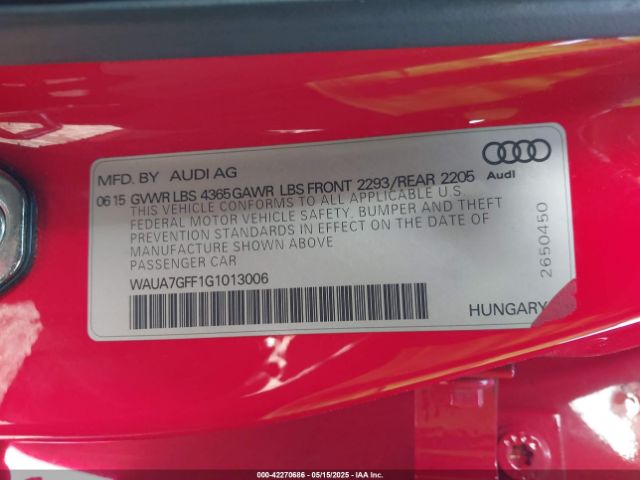 MFD. BY AUDI AG
Audi
06 15 GVWR LBS 4365 GAWR LBS FRONT 2293/REAR 2205
THIS VEHICLE CONFORMS TO ALL APPLICABLE U.S.
FEDERAL MOTOR VEHICLE SAFETY, BUMPER AND THEFT
PREVENTION STANDARDS IN EFFECT ON THE DATE OF
MANUFACTURE SHOWN ABOVE
PASSENGER CAR
WAUA7GFF1G1013006
2650450
HUNGARY
000-42270686 - 05/15/2025 - IAAI.COM